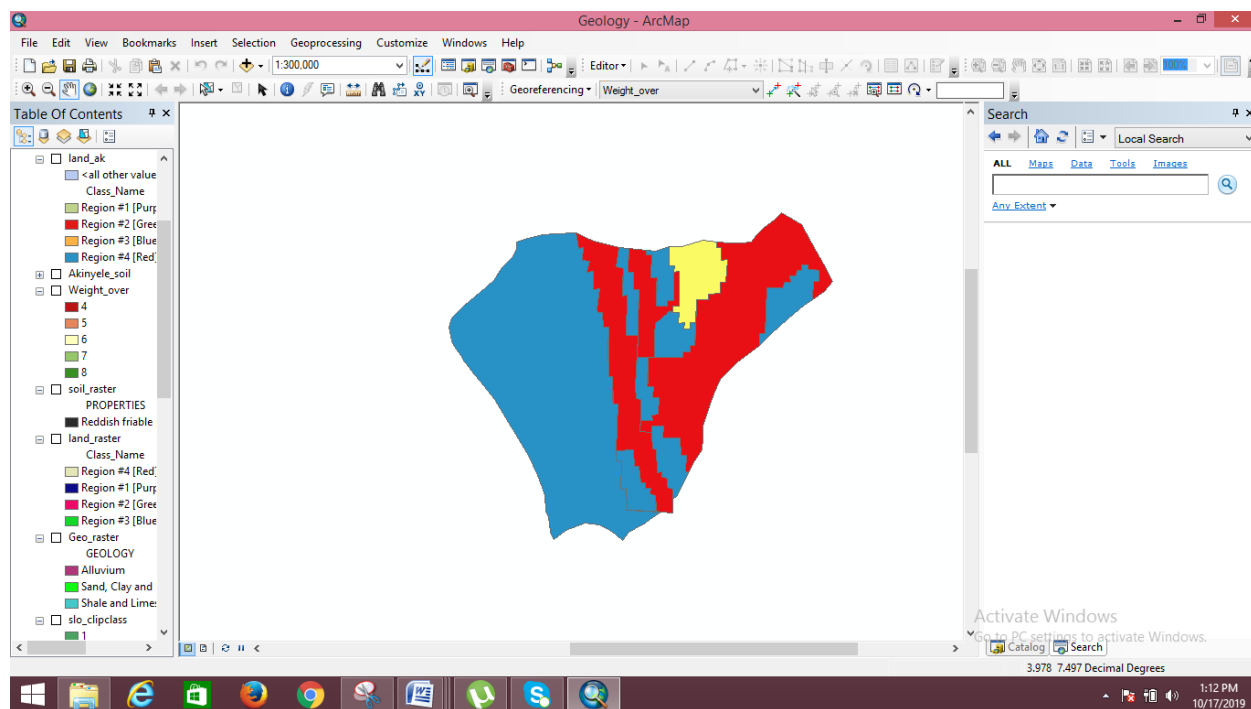 Geology - ArcMap
File Edit View Bookmarks Insert Selection Geoprocessing Customize Windows Help
1:300,000
Editor
100%
Georeferencing
Weight_over
Table Of Contents
land_ak
<all other value
Class_Name
Region #1 [Purp
Region #2 [Gree
Region #3 [Blue
Region #4 [Red]
Akinyele_soil
Weight_over
4
5
6
7
8
soil_raster
PROPERTIES
Reddish friable
land_raster
Class_Name
Region #4 [Red]
Region #1 [Purp
Region #2 [Gree
Region #3 [Blue
Geo_raster
GEOLOGY
Alluvium
Sand, Clay and
Shale and Limes
slo_clipclass
1
Search
Local Search
ALL Maps Data Tools Images
Any Extent
Activate Windows
Go to PC settings to activate Windows.
Catalog Search
3.978 7.497 Decimal Degrees
1:12 PM
10/17/2019